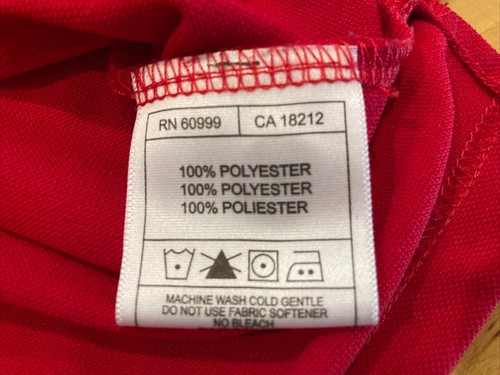 RN 60999 CA 18212
100% POLYESTER
100% POLYESTER
100% POLIESTER
MACHINE WASH COLD GENTLE
DO NOT USE FABRIC SOFTENER
NO BLEACH